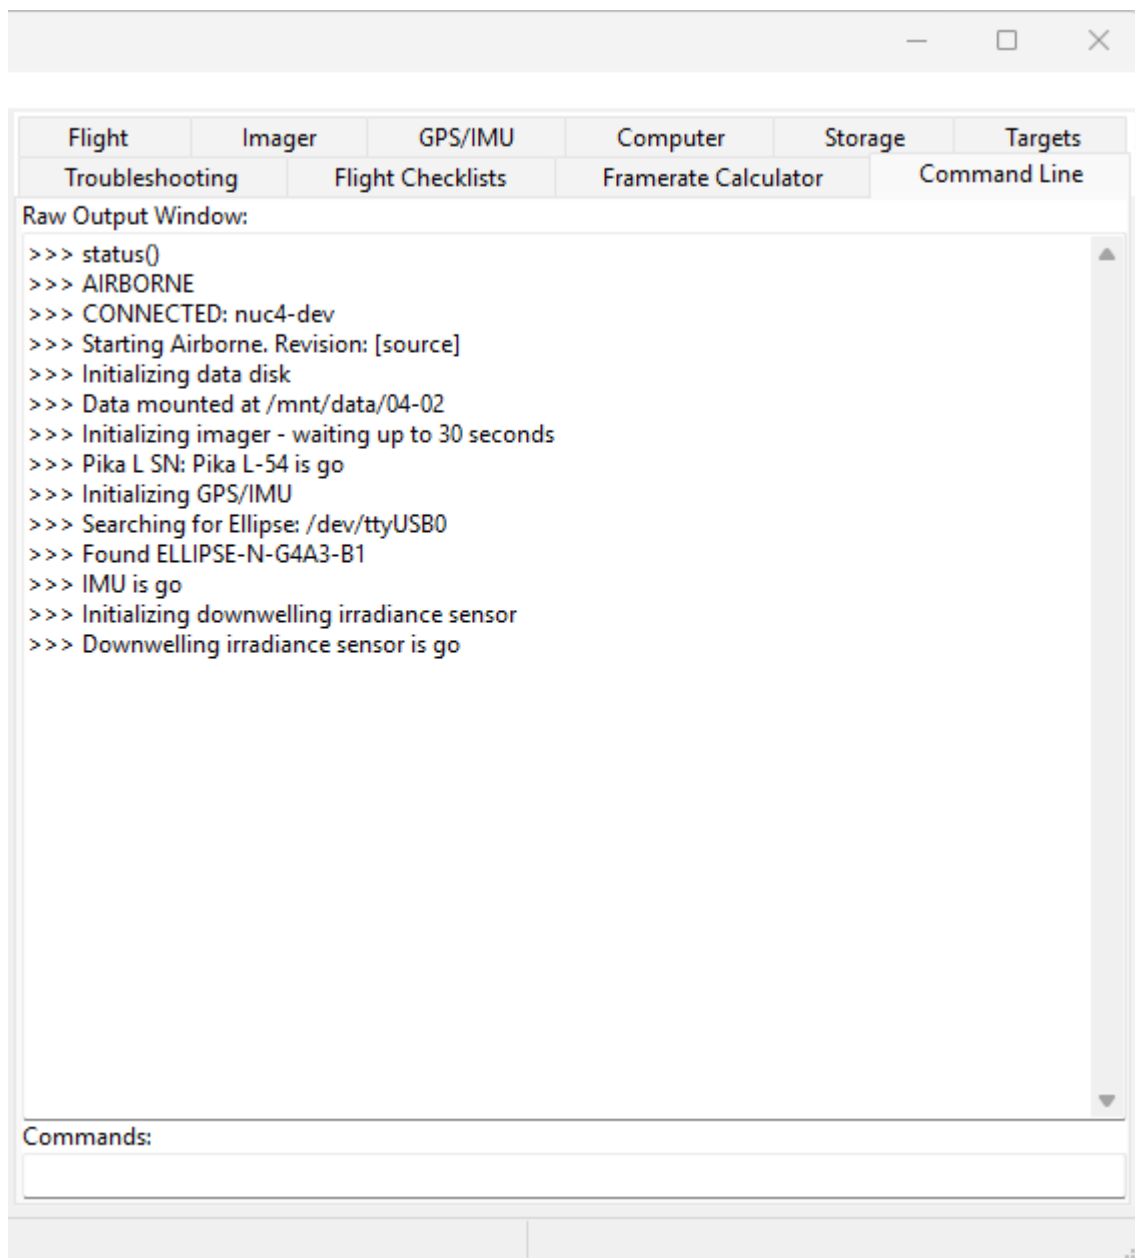 Flight Imager GPS/IMU Computer Storage Targets
Troubleshooting Flight Checklists Framerate Calculator Command Line
Raw Output Window:
>>> status()
>>> AIRBORNE
>>> CONNECTED: nuc4-dev
>>> Starting Airborne. Revision: [source]
>>> Initializing data disk
>>> Data mounted at /mnt/data/04-02
>>> Initializing imager - waiting up to 30 seconds
>>> Pika L SN: Pika L-54 is go
>>> Initializing GPS/IMU
>>> Searching for Ellipse: /dev/ttyUSB0
>>> Found ELLIPSE-N-G4A3-B1
>>> IMU is go
>>> Initializing downwelling irradiance sensor
>>> Downwelling irradiance sensor is go
Commands: